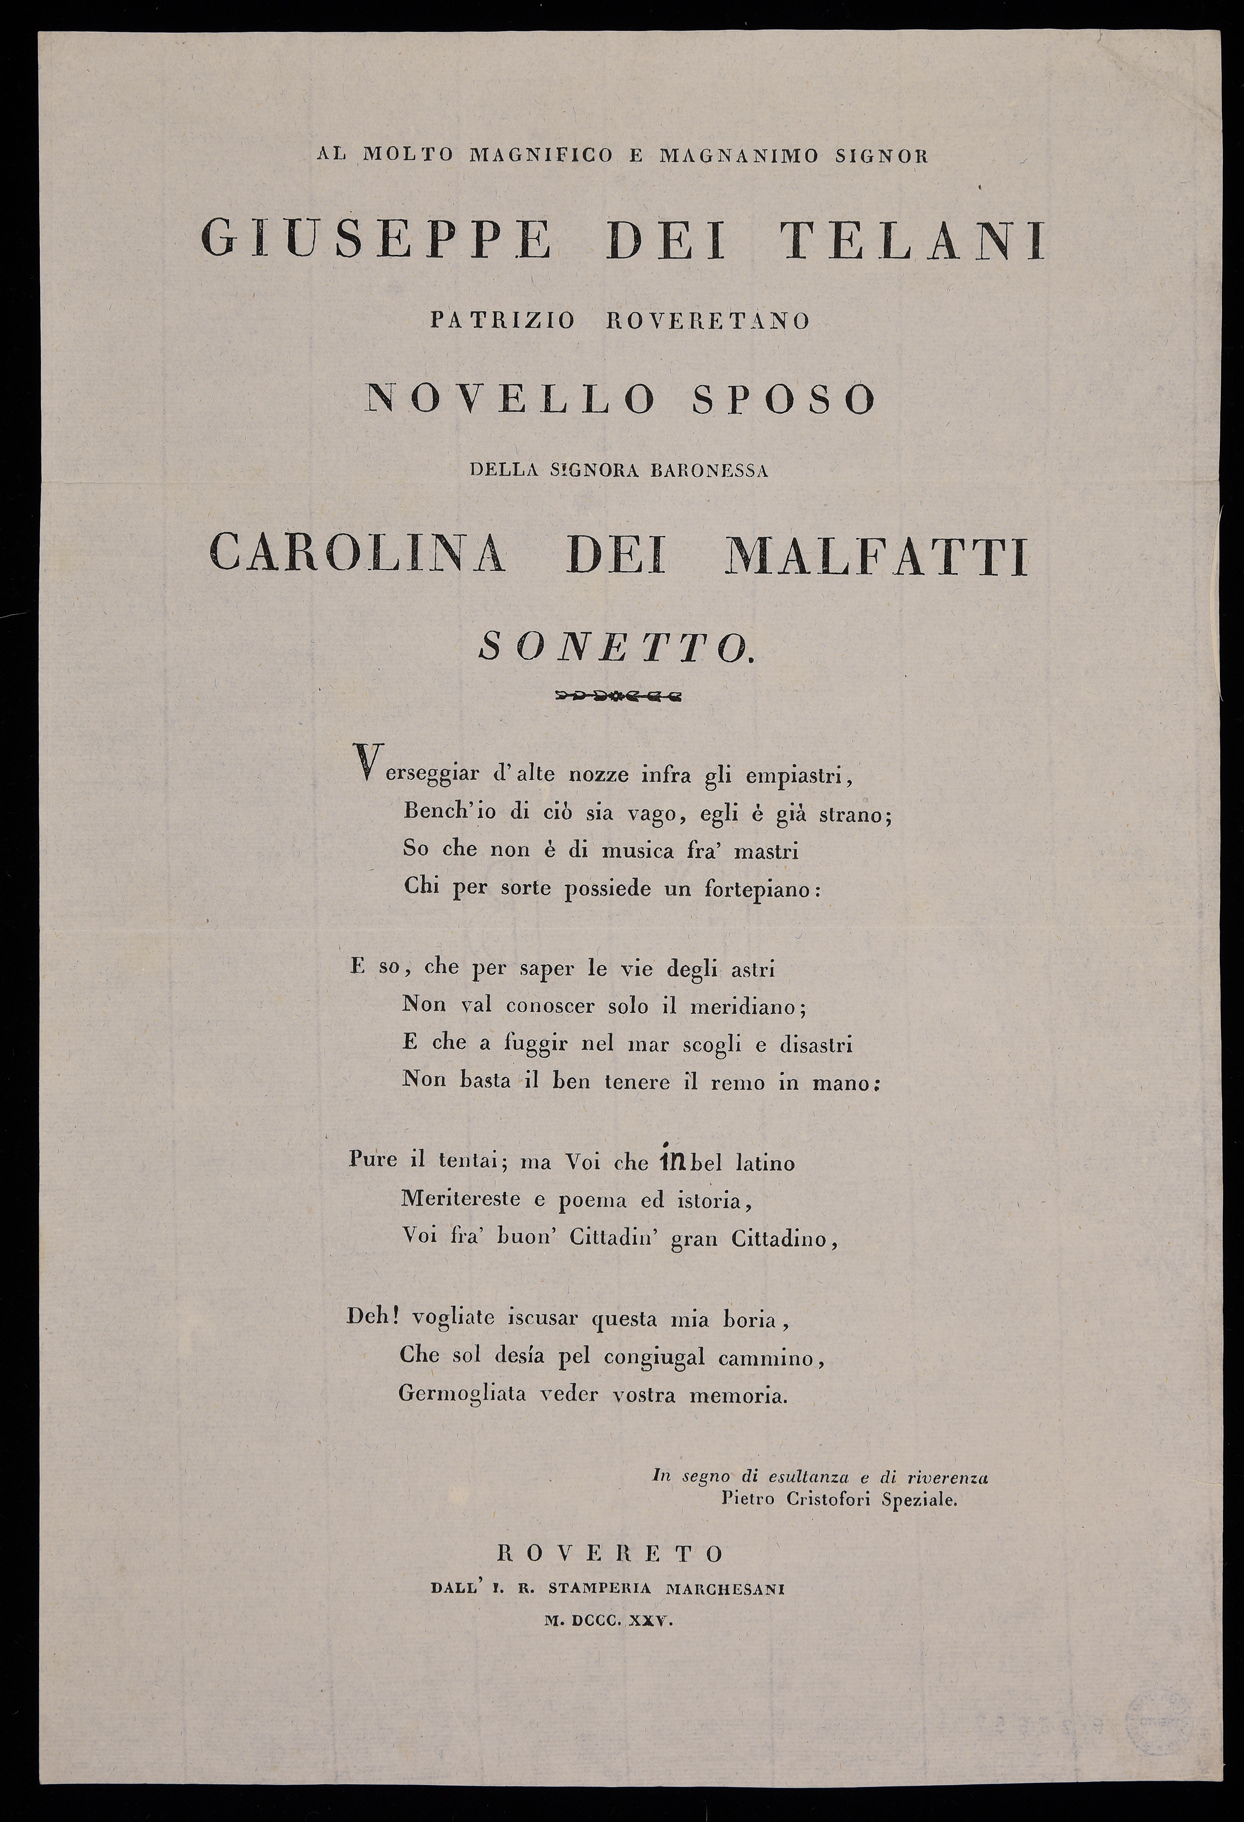 AL MOLTO MAGNIFICO E MAGNANIMO SIGNOR
GIUSEPPE DEI TELANI
PATRIZIO ROVERETANO
NOVELLO SPOSO
DELLA SIGNORA BARONESSA
CAROLINA DEI MALFATTI
SONETTO.
Verseggiar d'alte nozze infra gli empiastri,
Bench'io di ciò sia vago, egli è già strano;
So che non è di musica fra' mastri
Chi per sorte possiede un fortepiano:
E so, che per saper le vie degli astri
Non val conoscer solo il meridiano;
E che a fuggir nel mar scogli e disastri
Non basta il ben tenere il remo in mano:
Pure il tentai; ma Voi che in bel latino
Meritereste e poema ed istoria,
Voi fra' buon' Cittadin' gran Cittadino,
Deh! vogliate iscusar questa mia boria,
Che sol desía pel congiugal cammino,
Germogliata veder vostra memoria.
In segno di esultanza e di riverenza
Pietro Cristofori Speziale.
ROVERETO
DALL' I. R. STAMPERIA MARCHESANI
M. DCCC. XXV.